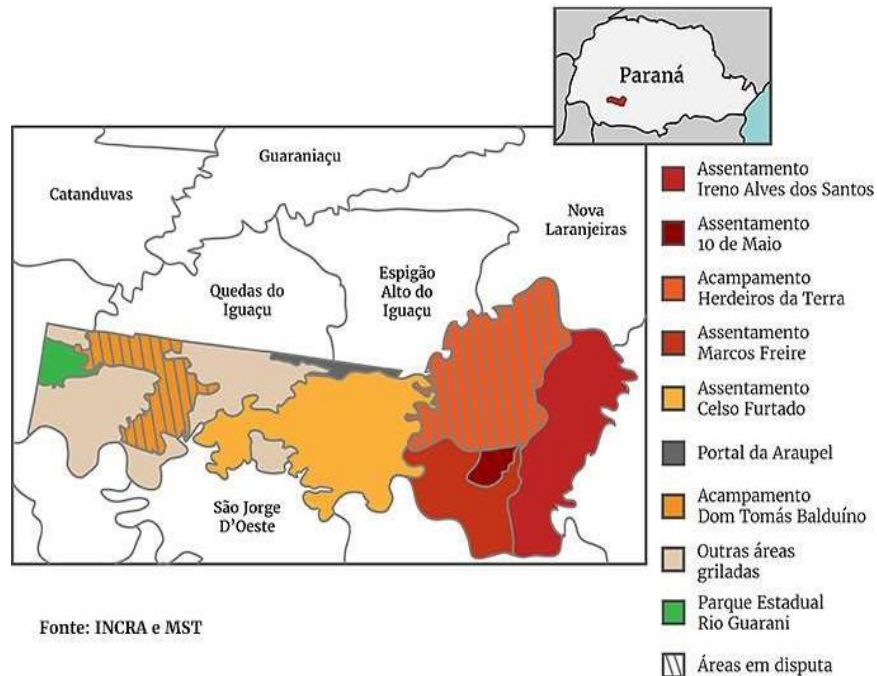 Paraná
Guaraniaçu
Catanduvas
Nova
Laranjeiras
Quedas do
Iguaçu
Espigão
Alto do
Iguaçu
São Jorge
D'Oeste
Assentamento
Ireno Alves dos Santos
Assentamento
10 de Maio
Acampamento
Herdeiros da Terra
Assentamento
Marcos Freire
Assentamento
Celso Furtado
Portal da Araupel
Acampamento
Dom Tomás Balduíno
Outras áreas
griladas
Parque Estadual
Rio Guarani
Áreas em disputa
Fonte: INCRA e MST